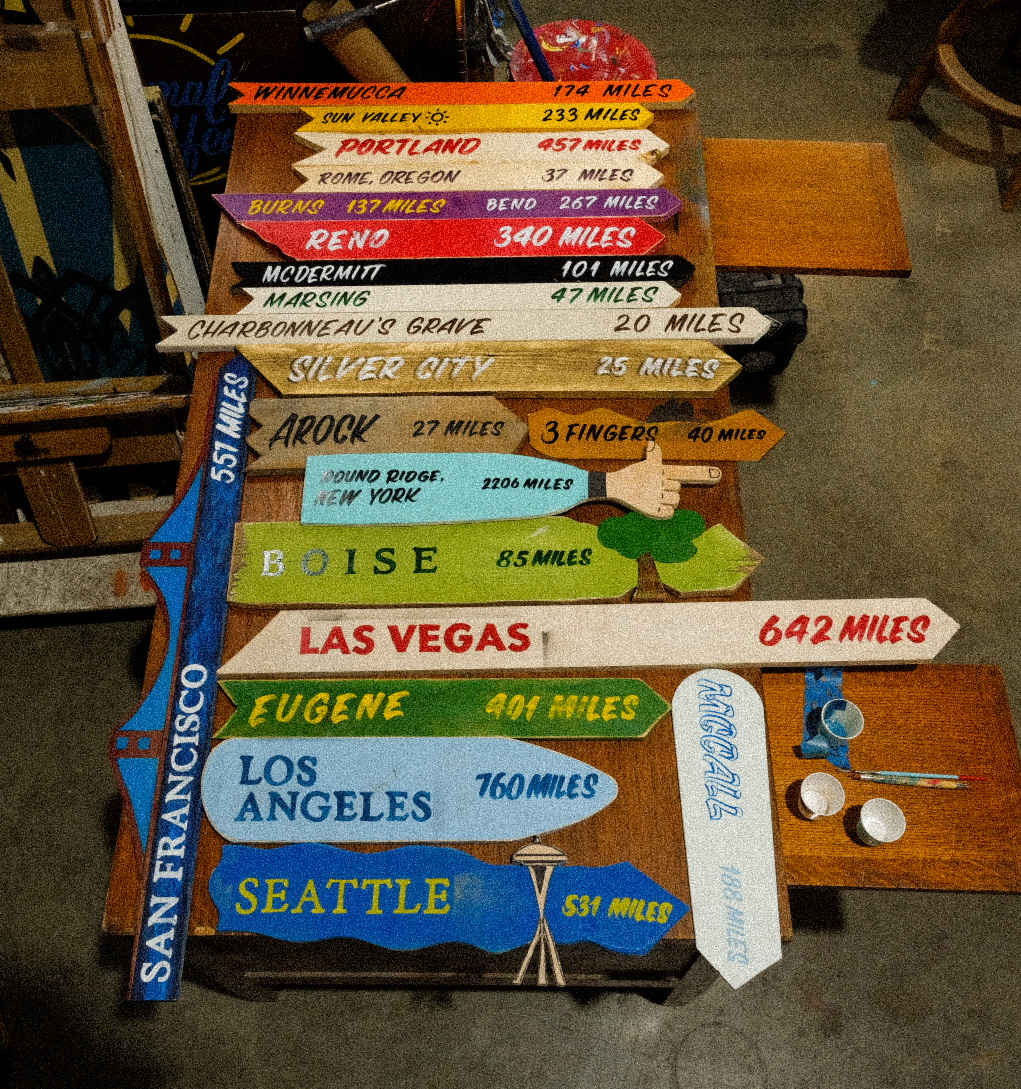 WINNEMUCCA 174 MILES
SUN VALLEY 233 MILES
PORTLAND 457 MILES
ROME, OREGON 37 MILES
BURNS 137 MILES BEND 267 MILES
RENO 340 MILES
MCDERMITT 101 MILES
MARSING 47 MILES
CHARBONNEAU'S GRAVE 20 MILES
SILVER CITY 25 MILES
AROCK 27 MILES
3 FINGERS 40 MILES
POUND RIDGE,
NEW YORK
2206 MILES
BOISE 85 MILES
LAS VEGAS 642 MILES
EUGENE 401 MILES
LOS
ANGELES
760 MILES
SEATTLE 531 MILES
SAN FRANCISCO 551 MILES
MCCALL 188 MILES